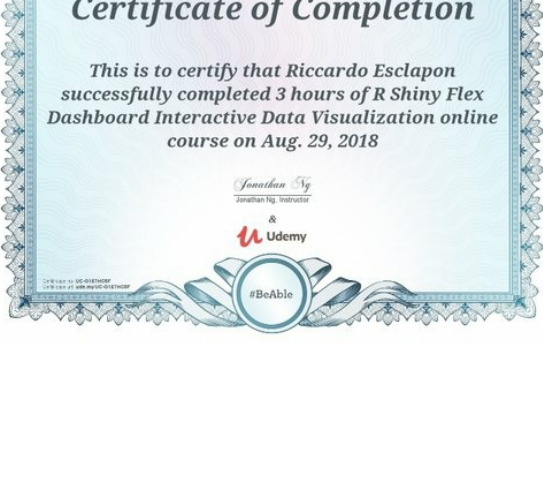 Certificate of Completion
This is to certify that Riccardo Esclapon
successfully completed 3 hours of R Shiny Flex
Dashboard Interactive Data Visualization online
course on Aug. 29, 2018
Jonathan Ng
Jonathan Ng, Instructor
&
Udemy
#BeAble